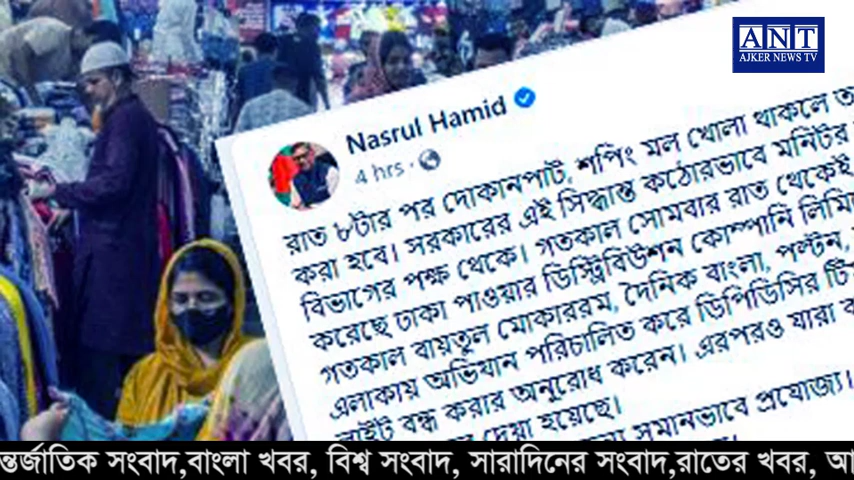 ANT
AJKER NEWS TV
Nasrul Hamid
4 hrs ·
রাত ৮টার পর দোকানপাট, শপিং মল খোলা থাকলে
করা হবে। সরকারের এই সিদ্ধান্ত কঠোরভাবে মনিটর
বিভাগের পক্ষ থেকে। গতকাল সোমবার রাত থেকেই
করেছে ঢাকা পাওয়ার ডিস্ট্রিবিউশন কোম্পানি
গতকাল বায়তুল মোকাররম, দৈনিক বাংলা, পল্টন,
এলাকায় অভিযান পরিচালিত করে ডিপিডিসির
লাইট বন্ধ করার অনুরোধ করেন। এরপরও যারা
দেয়া হয়েছে।
সমানভাবে প্রযোজ্য।
ন্তর্জাতিক সংবাদ,বাংলা খবর, বিশ্ব সংবাদ, সারাদিনের সংবাদ,রাতের খবর, আ